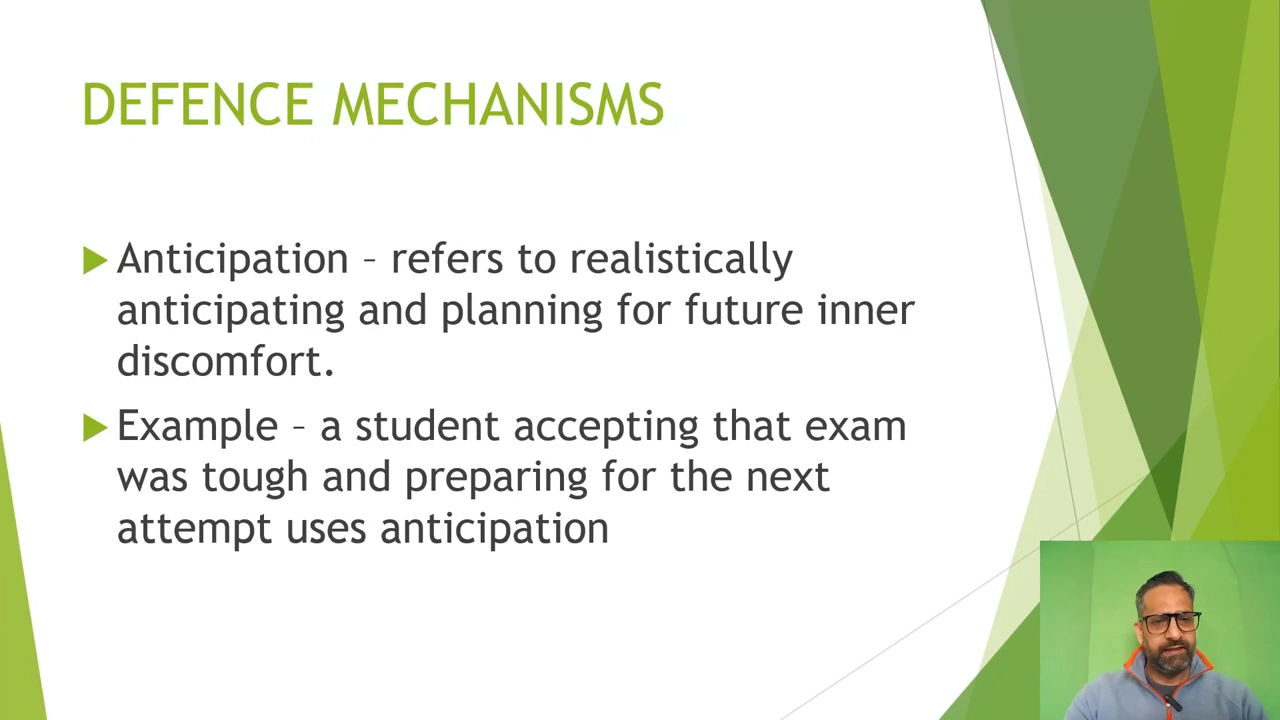 DEFENCE MECHANISMS
Anticipation – refers to realistically
anticipating and planning for future inner
discomfort.
Example – a student accepting that exam
was tough and preparing for the next
attempt uses anticipation